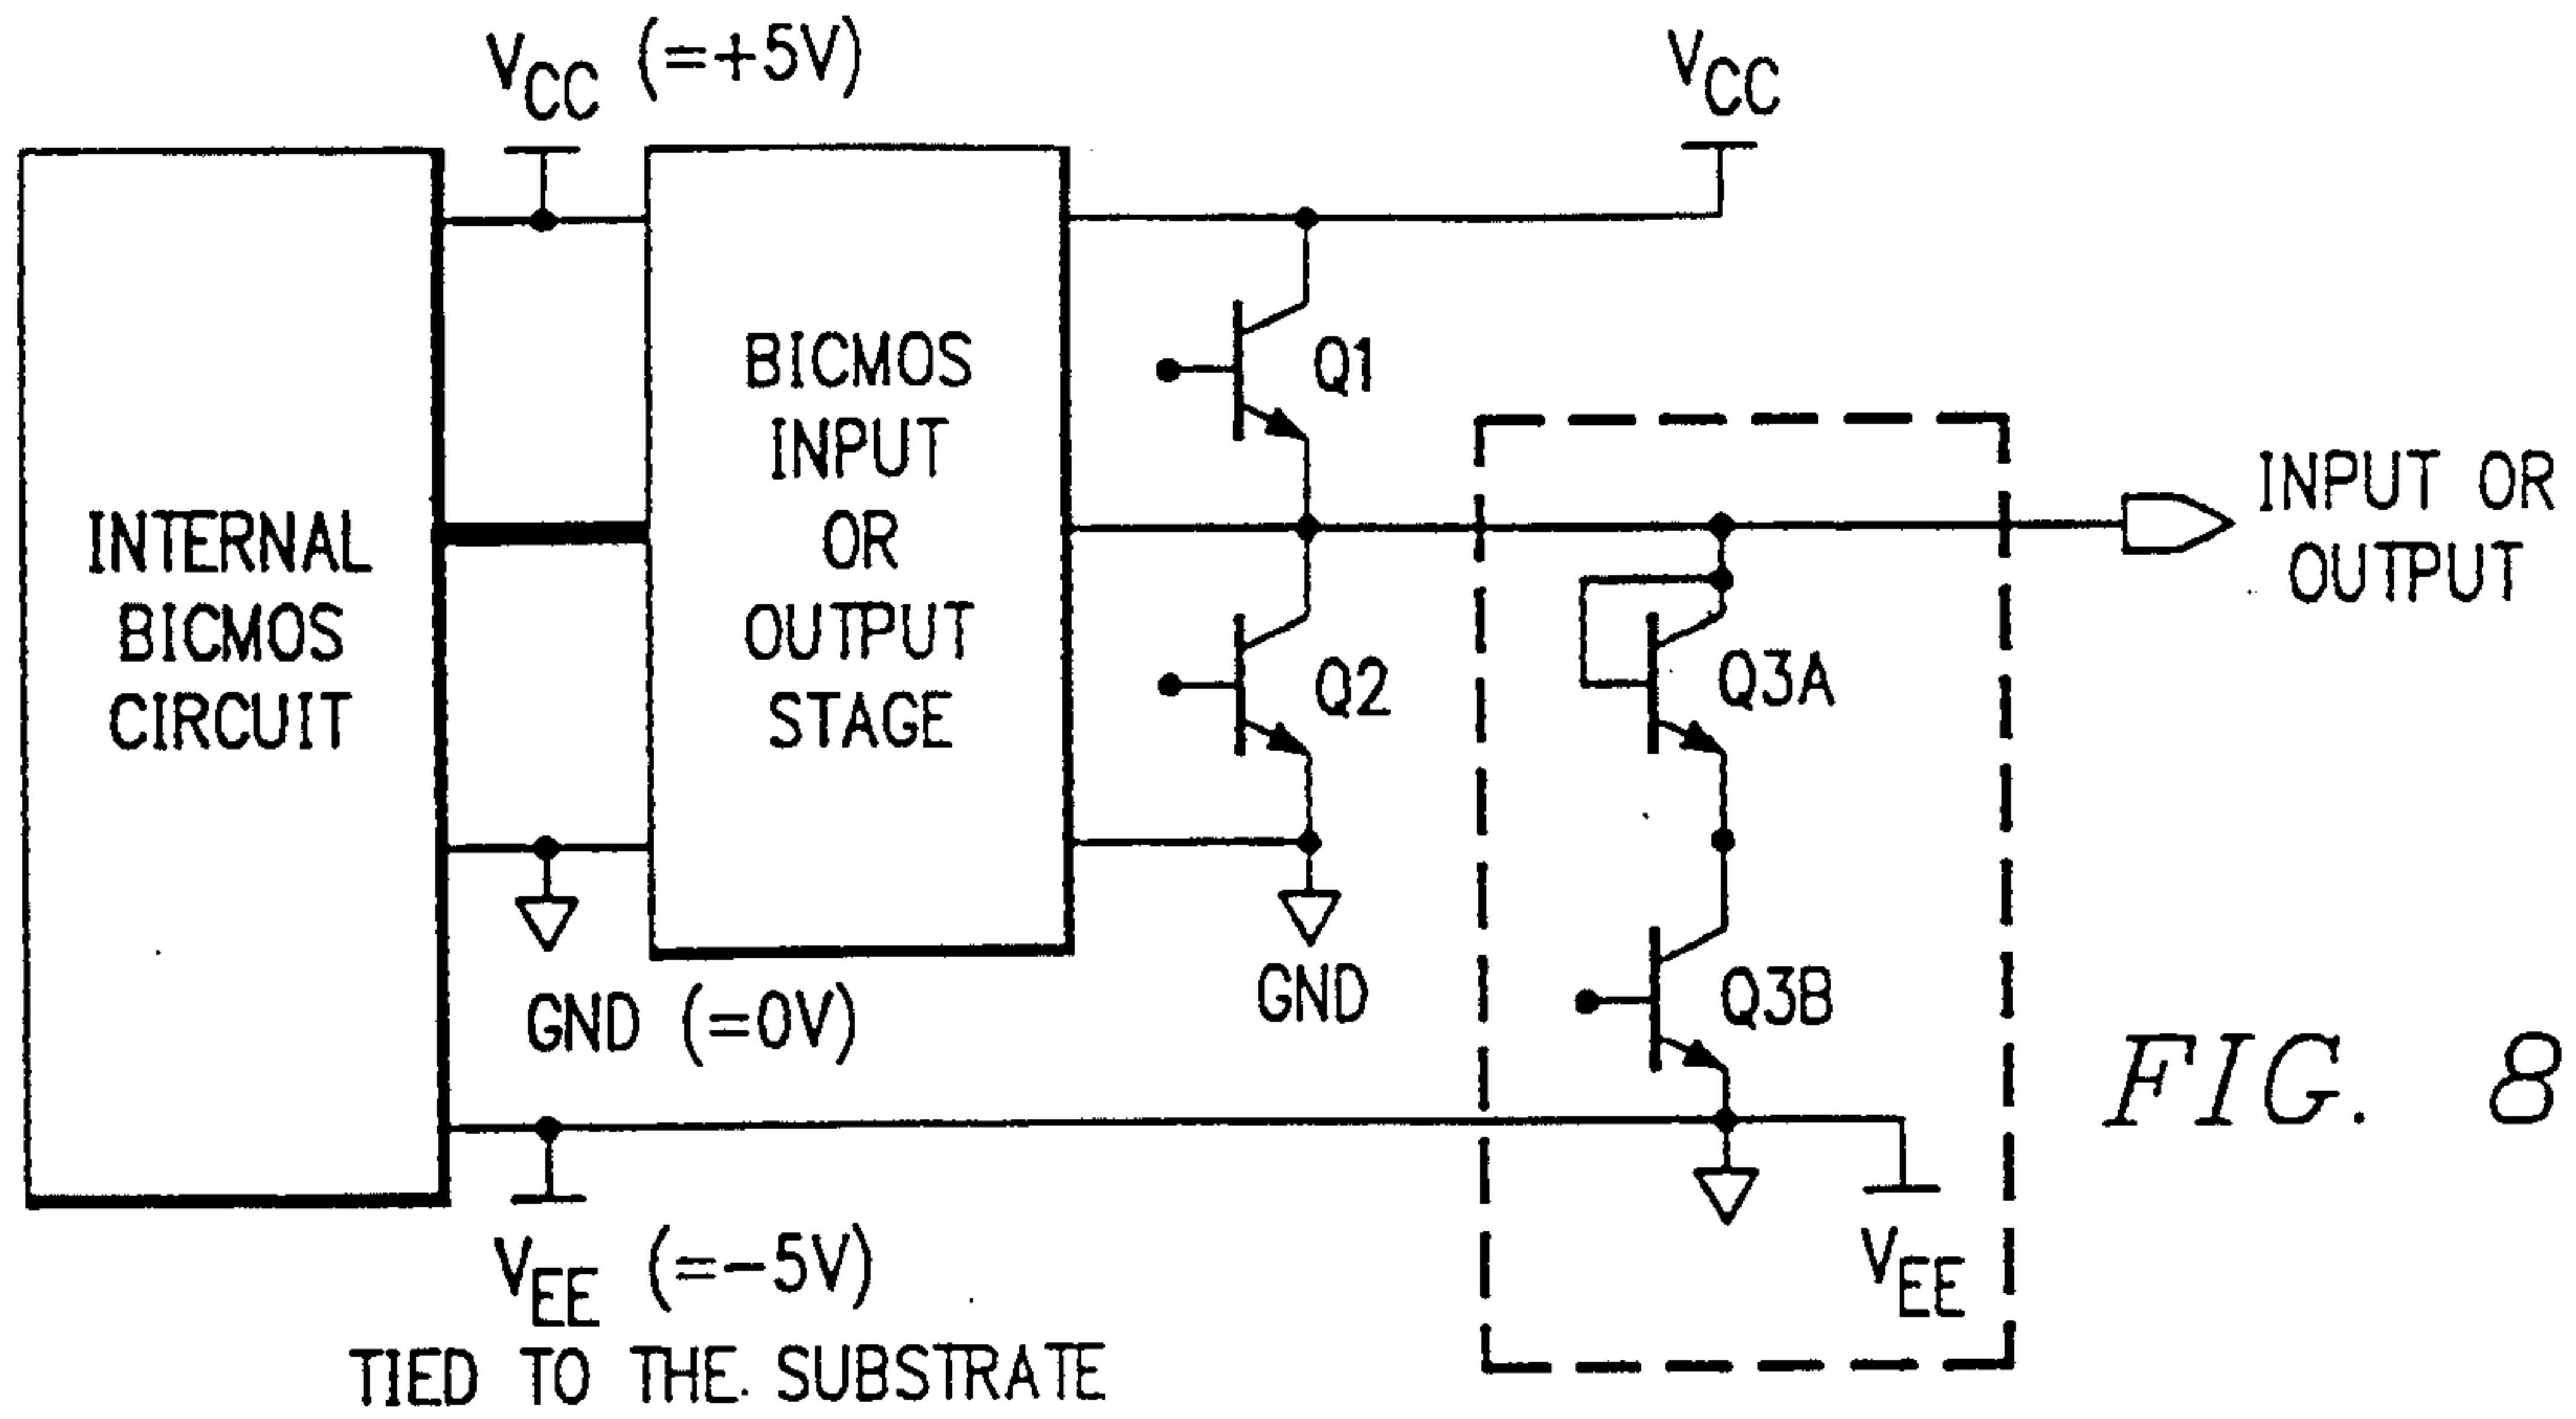 VCC (=+5V)
VCC
INTERNAL
BICMOS
CIRCUIT
BICMOS
INPUT
OR
OUTPUT
STAGE
Q1
Q2
GND
Q3A
Q3B
INPUT OR
OUTPUT
GND (=0V)
VEE (=-5V)
TIED TO THE SUBSTRATE
VEE
FIG. 8